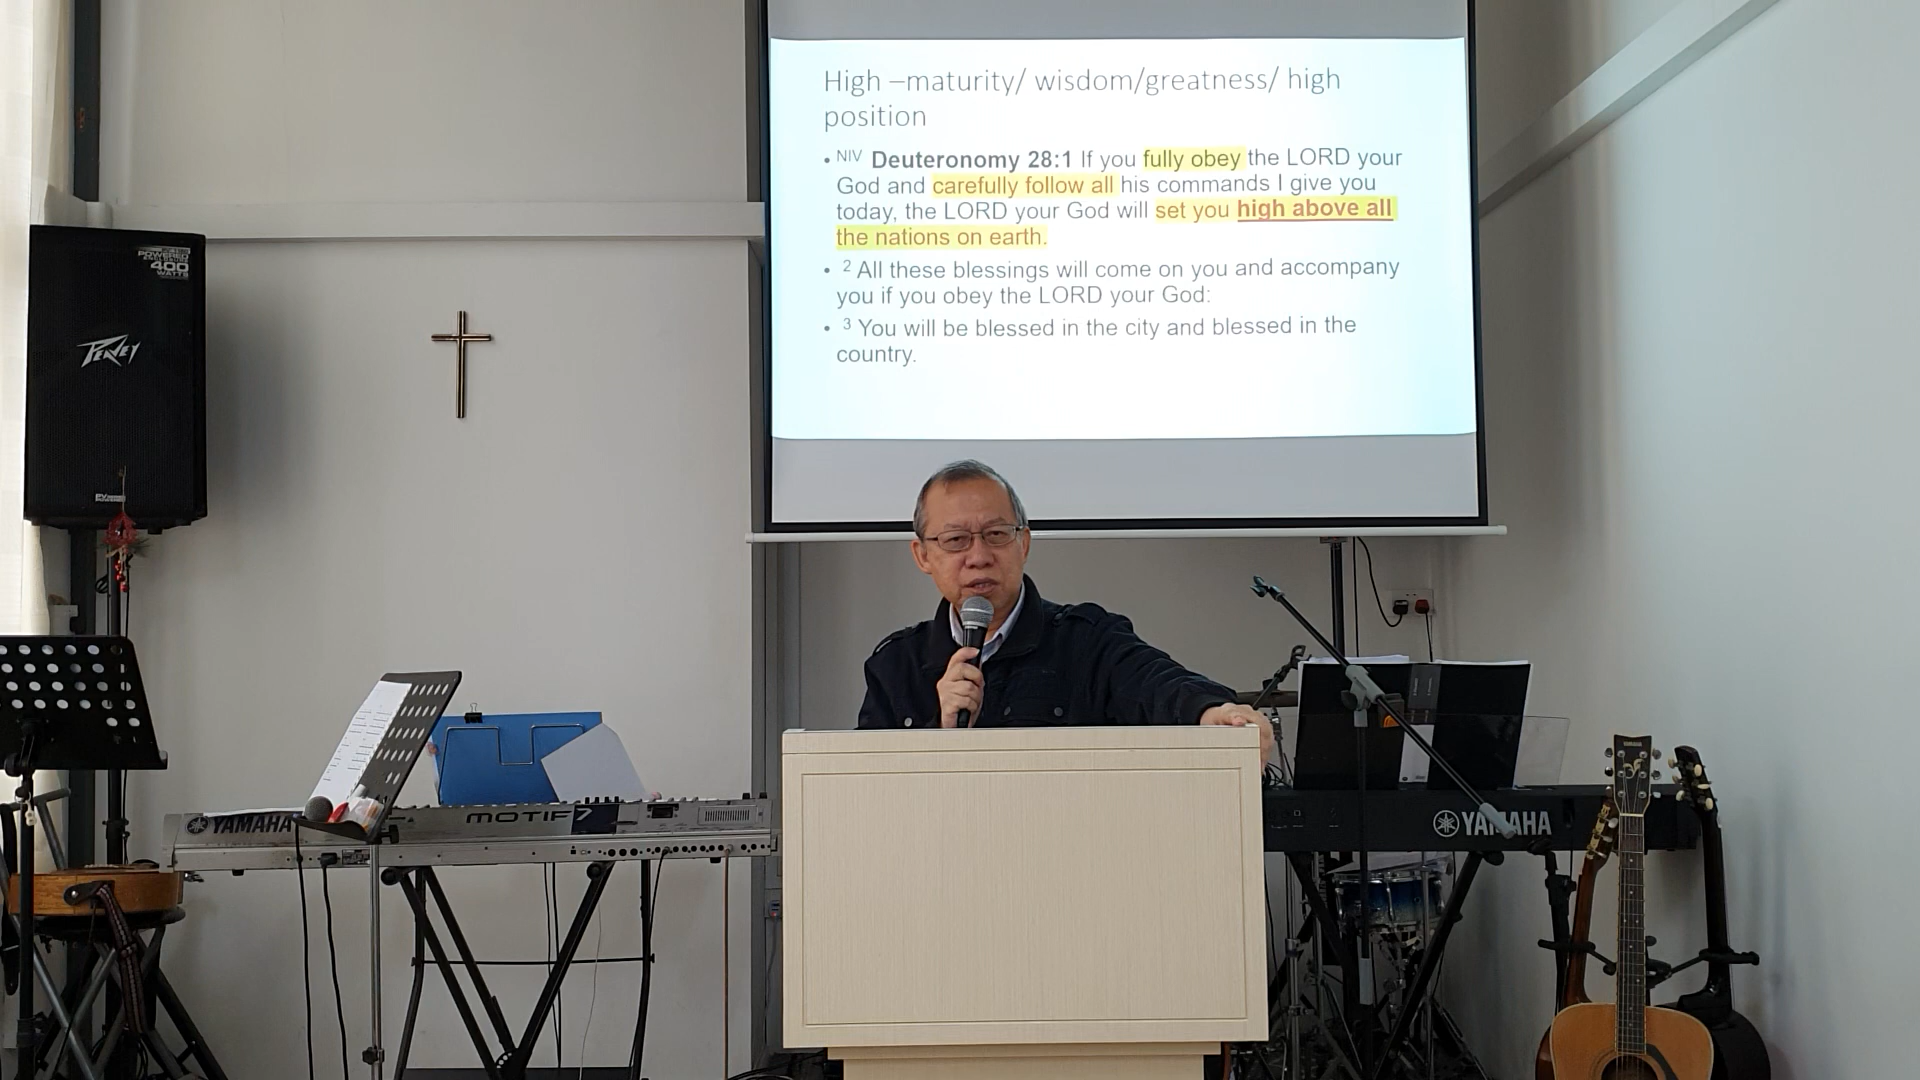 High –maturity/ wisdom/greatness/ high
position
• NIV Deuteronomy 28:1 If you fully obey the LORD your
God and carefully follow all his commands I give you
today, the LORD your God will set you high above all
the nations on earth.
• 2 All these blessings will come on you and accompany
you if you obey the LORD your God:
• 3 You will be blessed in the city and blessed in the
country.
POWERED
400
WATTS
PEAVEY
YAMAHA
MOTIF7
YAMAHA
YAMAHA